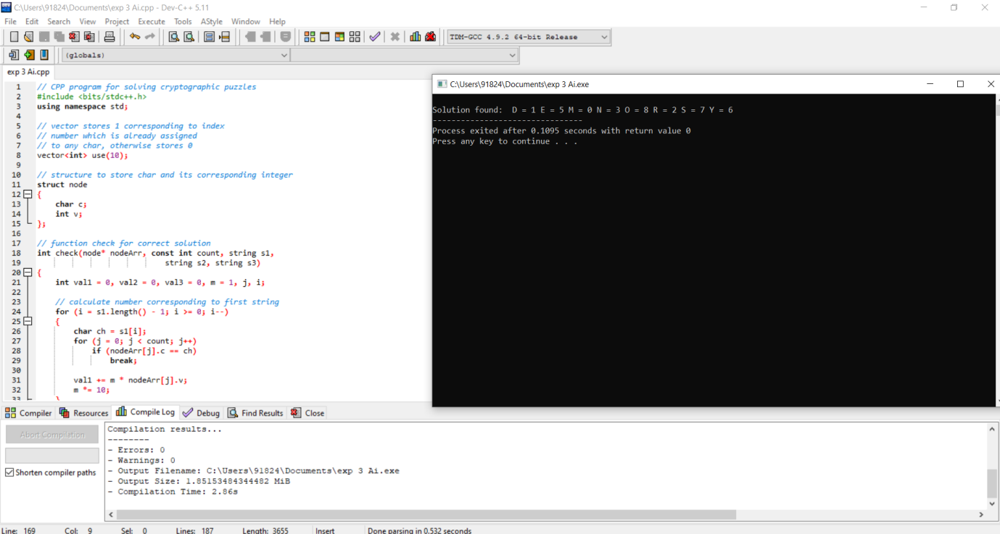 C:\Users\91824\Documents\exp 3 Ai.cpp - Dev-C++ 5.11
File Edit Search View Project Execute Tools AStyle Window Help
TDM-GCC 4.9.2 64-bit Release
(globals)
exp 3 Ai.cpp
1 // CPP program for solving cryptographic puzzles
2 #include <bits/stdc++.h>
3 using namespace std;
4
5 // vector stores 1 corresponding to index
6 // number which is already assigned
7 // to any char, otherwise stores 0
8 vector<int> use(10);
9
10 // structure to store char and its corresponding integer
11 struct node
12 {
13 char c;
14 int v;
15 };
16
17 // function check for correct solution
18 int check(node* nodeArr, const int count, string s1,
19 string s2, string s3)
20 {
21 int val1 = 0, val2 = 0, val3 = 0, m = 1, j, i;
22
23 // calculate number corresponding to first string
24 for (i = s1.length() - 1; i >= 0; i--)
25 {
26 char ch = s1[i];
27 for (j = 0; j < count; j++)
28 if (nodeArr[j].c == ch)
29 break;
30
31 val1 += m * nodeArr[j].v;
32 m *= 10;
33 }
C:\Users\91824\Documents\exp 3 Ai.exe
Solution found: D = 1 E = 5 M = 0 N = 3 O = 8 R = 2 S = 7 Y = 6
--------------------------------
Process exited after 0.1095 seconds with return value 0
Press any key to continue . . .
Compiler Resources Compile Log Debug Find Results Close
Abort Compilation
Shorten compiler paths
Compilation results...
--------
- Errors: 0
- Warnings: 0
- Output Filename: C:\Users\91824\Documents\exp 3 Ai.exe
- Output Size: 1.85153484344482 MiB
- Compilation Time: 2.86s
Line: 169 Col: 9 Sel: 0 Lines: 187 Length: 3655 Insert Done parsing in 0.532 seconds